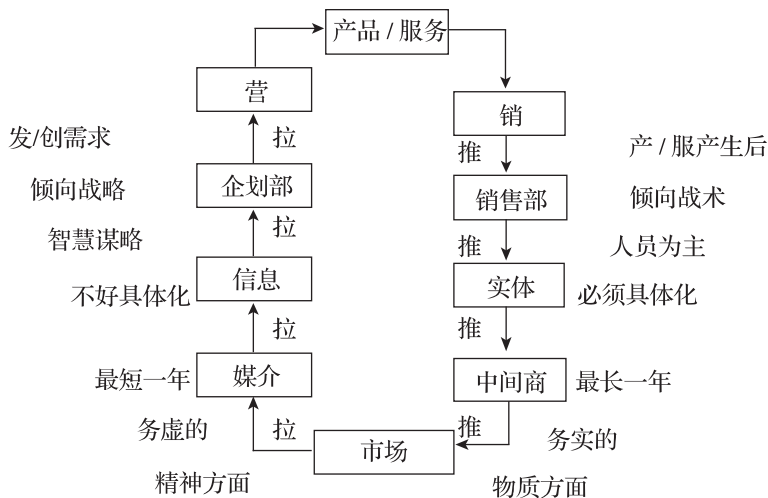 产品 / 服务
营
销
发/创需求
拉
推
产 / 服产生后
企划部
销售部
倾向战略
倾向战术
拉
推
智慧谋略
人员为主
信息
实体
不好具体化
必须具体化
拉
推
最短一年
媒介
中间商
最长一年
务虚的
拉
推
务实的
市场
精神方面
物质方面